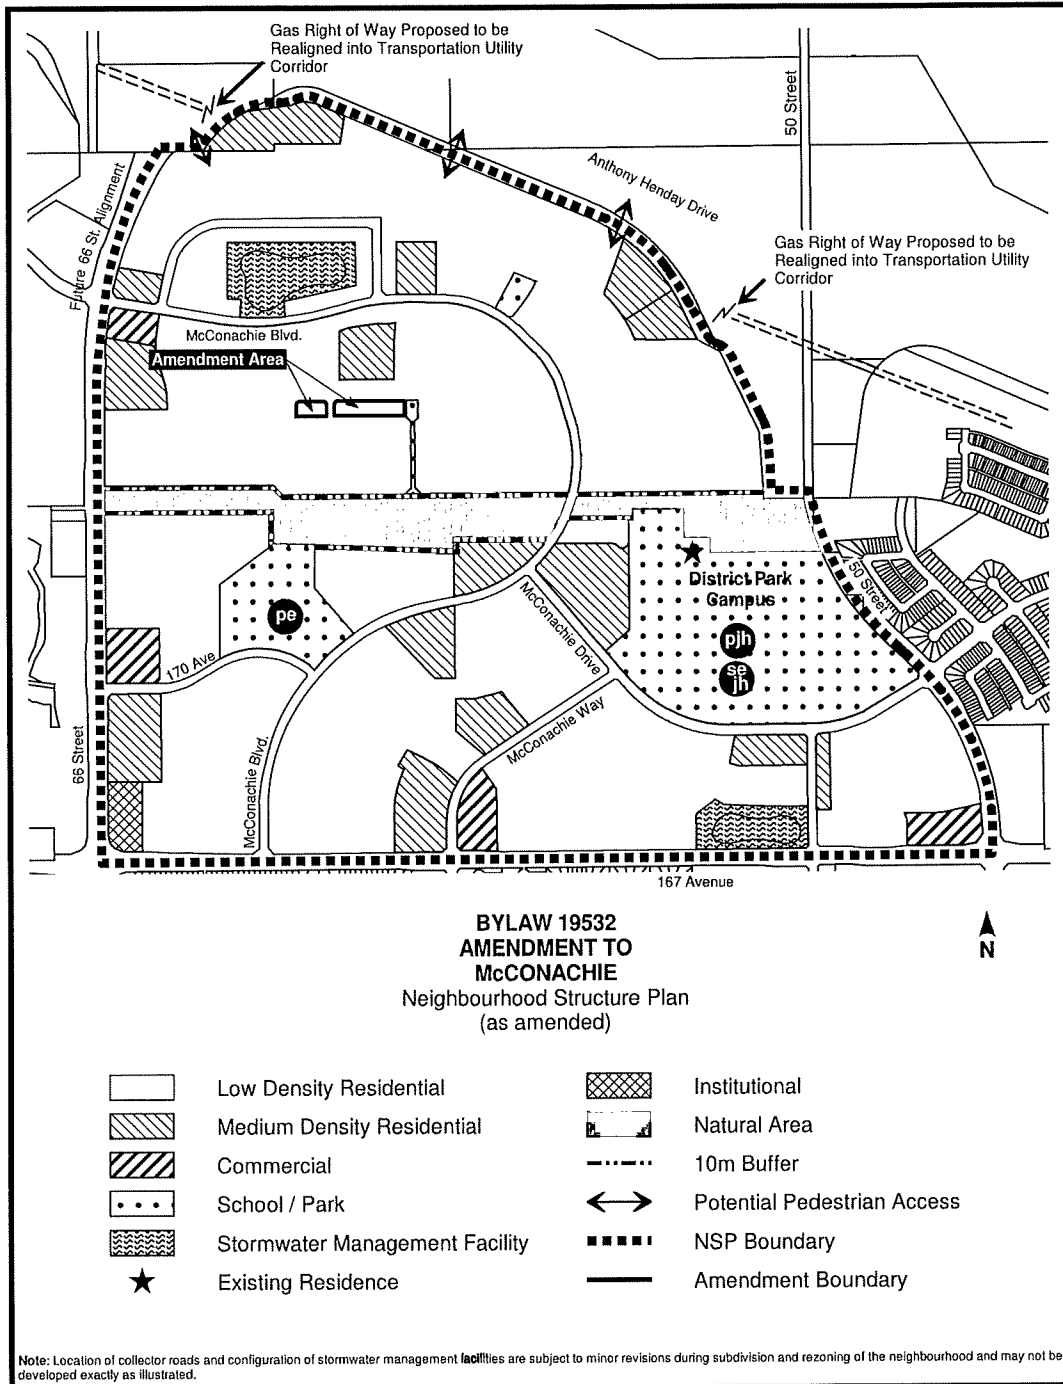 Gas Right of Way Proposed to be
Realigned into Transportation Utility
Corridor
50 Street
Anthony Henday Drive
Future 66 St. Alignment
Gas Right of Way Proposed to be
Realigned into Transportation Utility
Corridor
McConachie Blvd.
Amendment Area
50 Street
District Park
Campus
pe
pjh
se
jh
McConachie Drive
170 Ave
McConachie Way
66 Street
McConachie Blvd.
167 Avenue
BYLAW 19532
AMENDMENT TO
McCONACHIE
Neighbourhood Structure Plan
(as amended)
N
Low Density Residential
Medium Density Residential
Commercial
School / Park
Stormwater Management Facility
Existing Residence
Institutional
Natural Area
10m Buffer
Potential Pedestrian Access
NSP Boundary
Amendment Boundary
Note: Location of collector roads and configuration of stormwater management facilities are subject to minor revisions during subdivision and rezoning of the neighbourhood and may not be
developed exactly as illustrated.